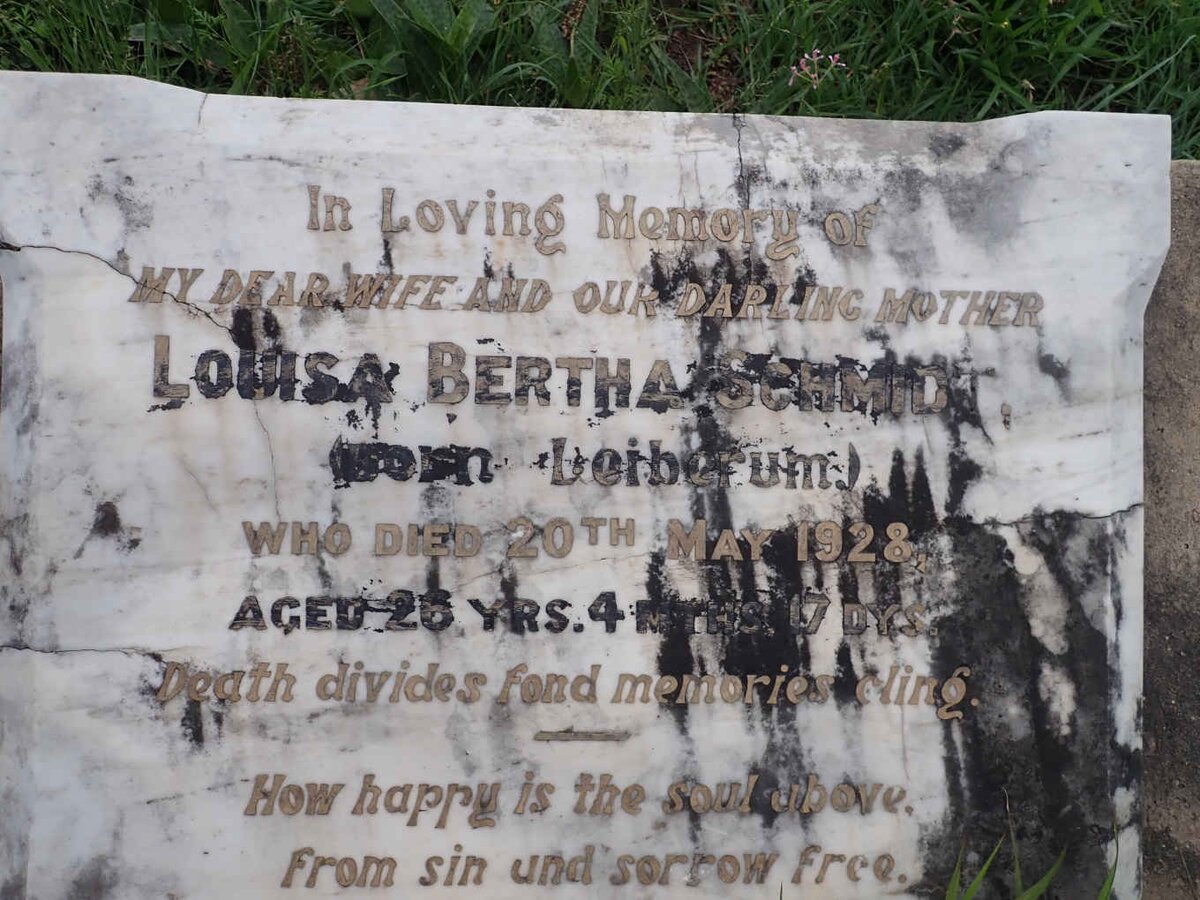 In Loving Memory of
MY DEAR WIFE AND OUR DARLING MOTHER
LOUISA BERTHA SCHMIDT,
(born Leiberum)
WHO DIED 20TH MAY 1928,
AGED 26 YRS. 4 MTHS. 17 DYS.
Death divides fond memories cling.
How happy is the soul above.
From sin and sorrow free.